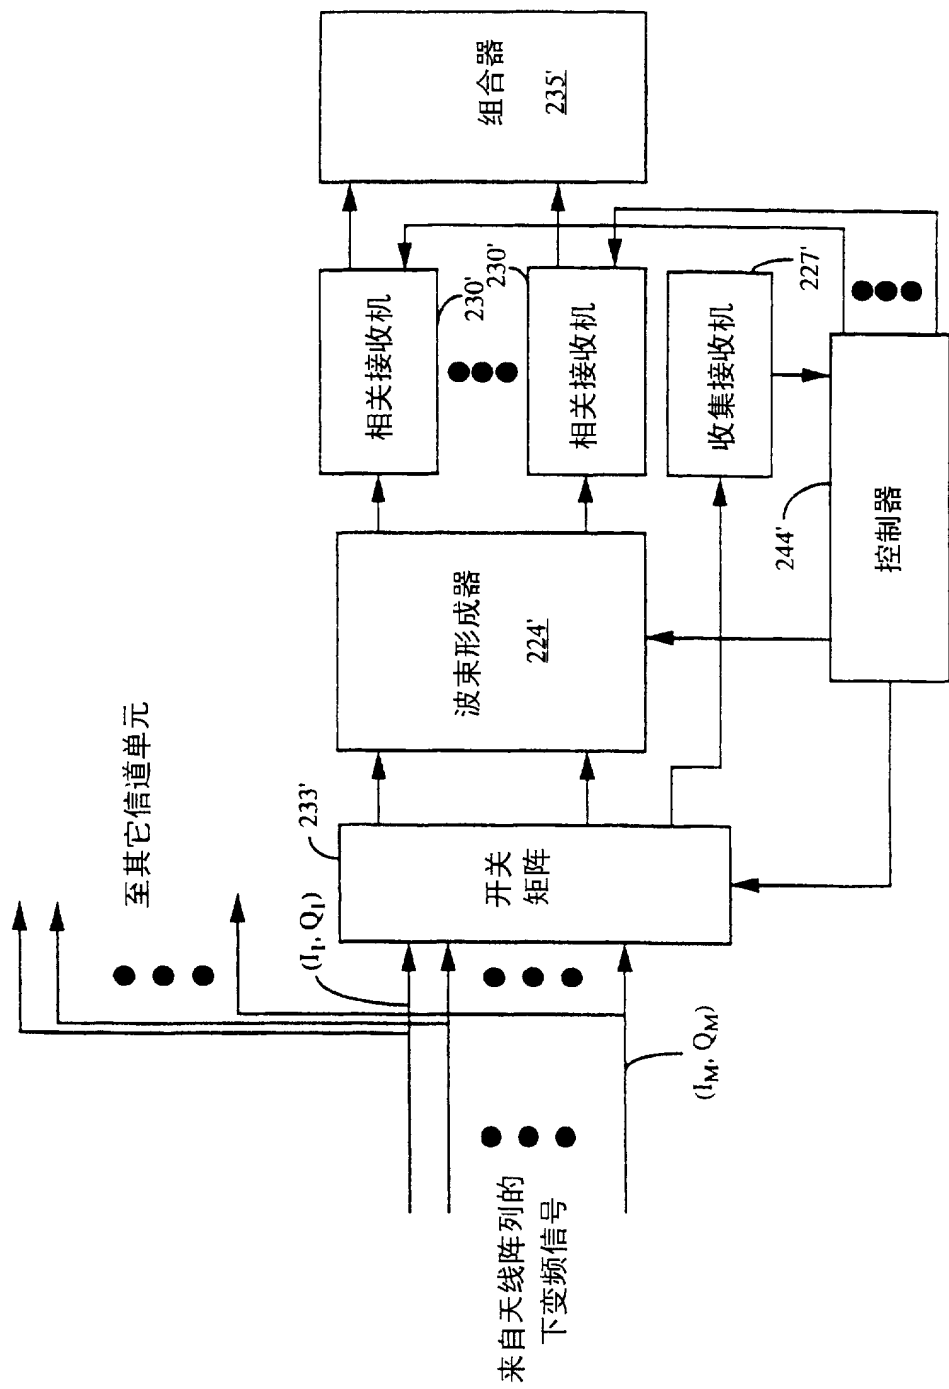 至其它信道单元
来自天线阵列的
下变频信号
(I₁, Q₁)
(I_M, Q_M)
233'
开关
矩阵
波束形成器
224'
相关接收机
230'
相关接收机
230'
收集接收机
227'
控制器
244'
组合器
235'